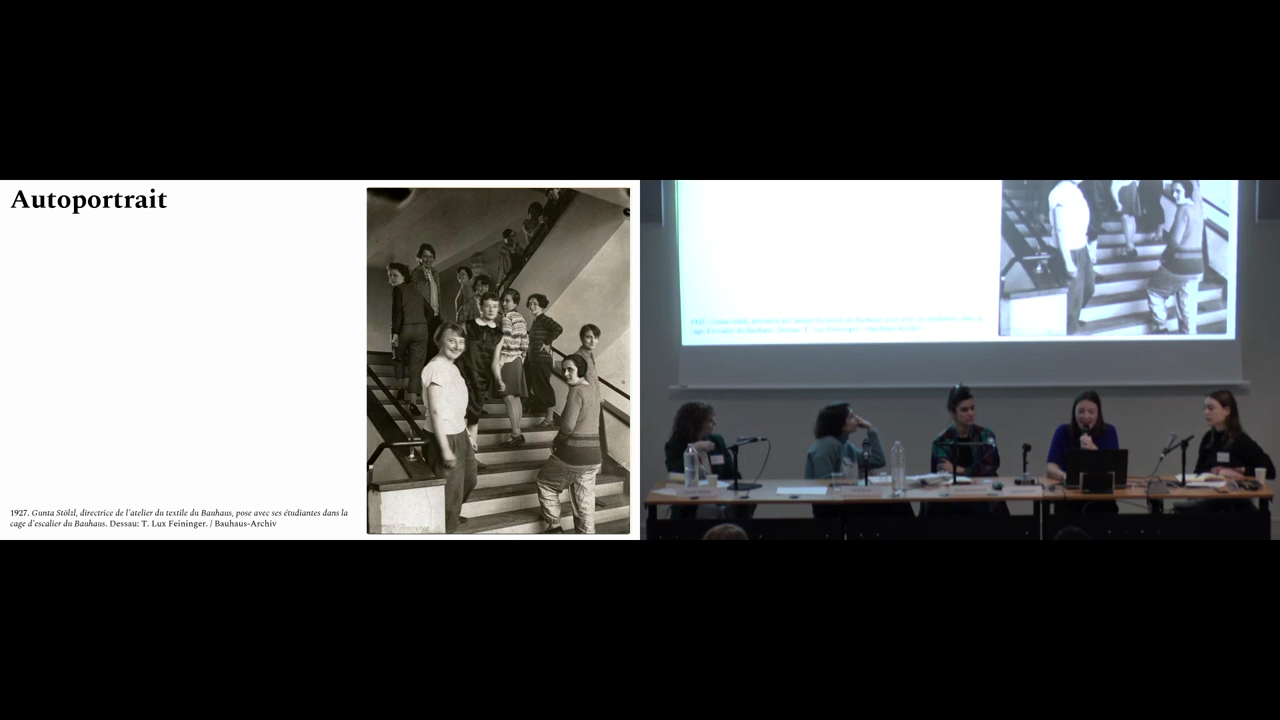 Autoportrait
1927. Gunta Stölzl, directrice de l'atelier du textile du Bauhaus, pose avec ses étudiantes dans la
cage d'escalier du Bauhaus. Dessau: T. Lux Feininger. / Bauhaus-Archiv